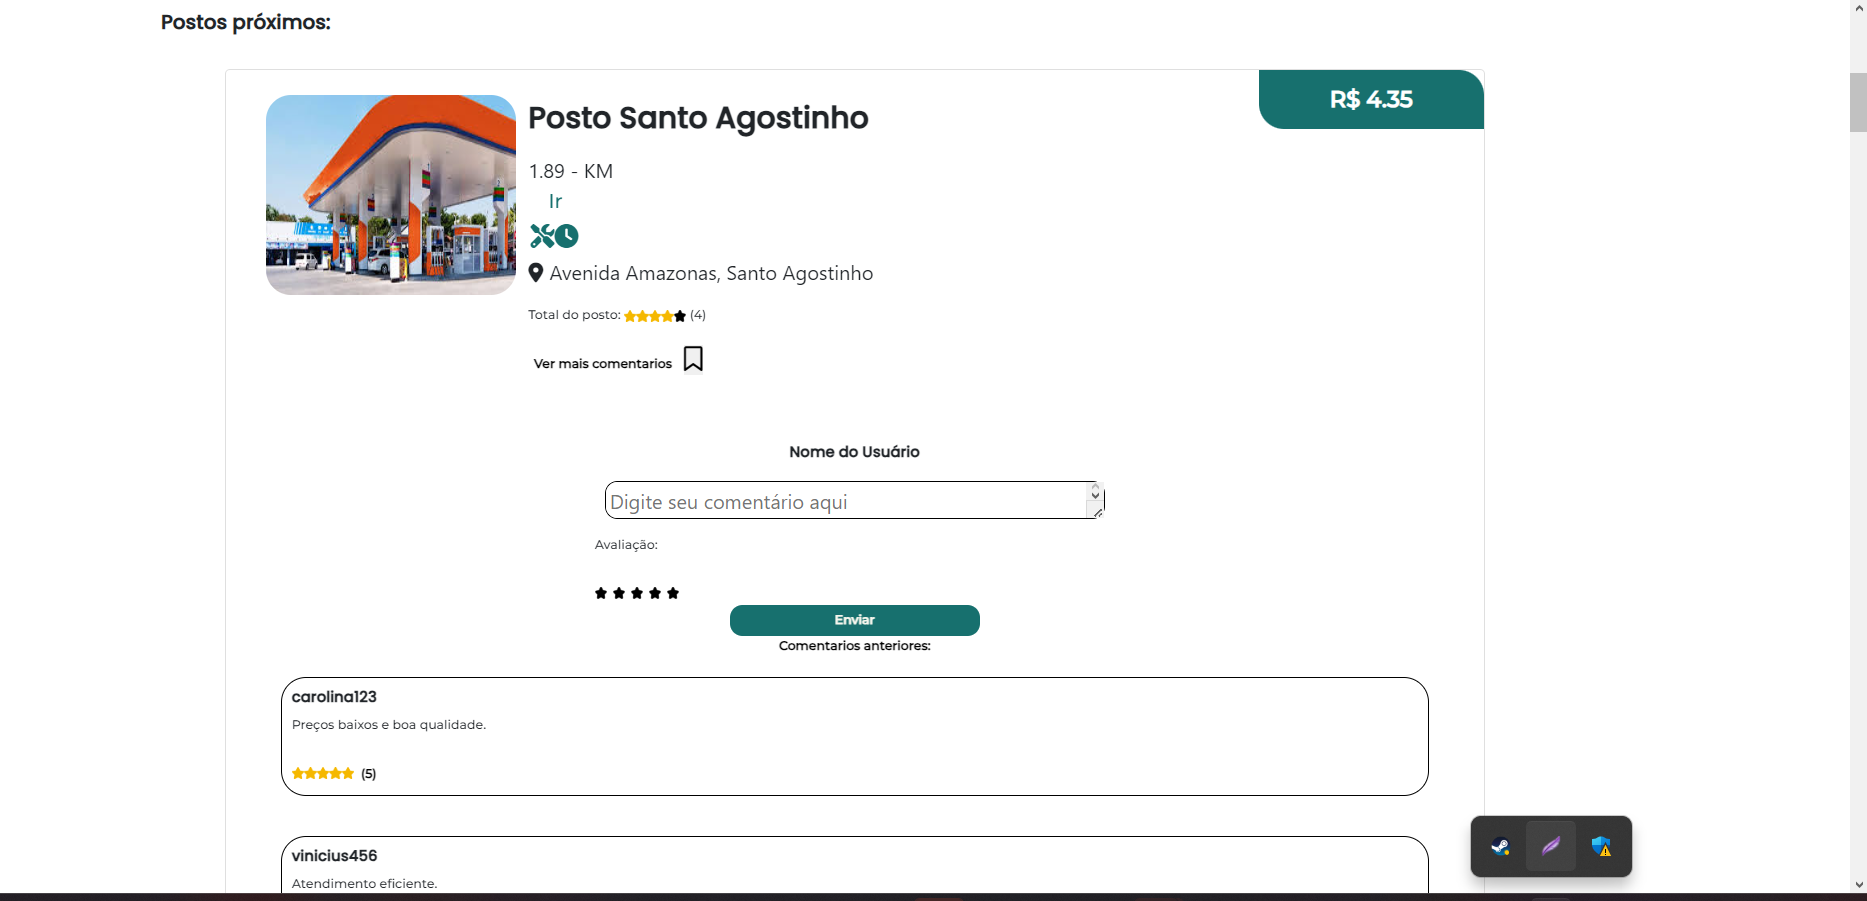 Postos próximos:
Posto Santo Agostinho
R$ 4.35
1.89 - KM
Ir
Avenida Amazonas, Santo Agostinho
Total do posto: (4)
Ver mais comentarios
Nome do Usuário
Digite seu comentário aqui
Avaliação:
Enviar
Comentarios anteriores:
carolina123
Preços baixos e boa qualidade.
(5)
vinicius456
Atendimento eficiente.